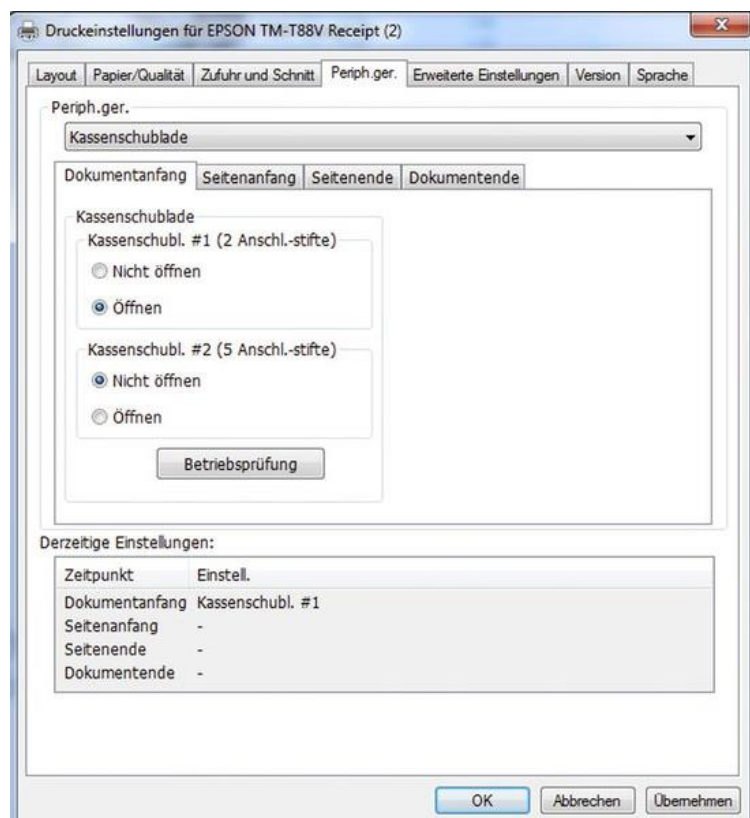 Druckeinstellungen für EPSON TM-T88V Receipt (2)
Layout Papier/Qualität Zufuhr und Schnitt Periph.ger. Erweiterte Einstellungen Version Sprache
Periph.ger.
Kassenschublade
Dokumentanfang Seitenanfang Seitenende Dokumentende
Kassenschublade
Kassenschubl. #1 (2 Anschl.-stifte)
Nicht öffnen
Öffnen
Kassenschubl. #2 (5 Anschl.-stifte)
Nicht öffnen
Öffnen
Betriebsprüfung
Derzeitige Einstellungen:
Zeitpunkt Einstell.
Dokumentanfang Kassenschubl. #1
Seitenanfang -
Seitenende -
Dokumentende -
OK Abbrechen Übernehmen